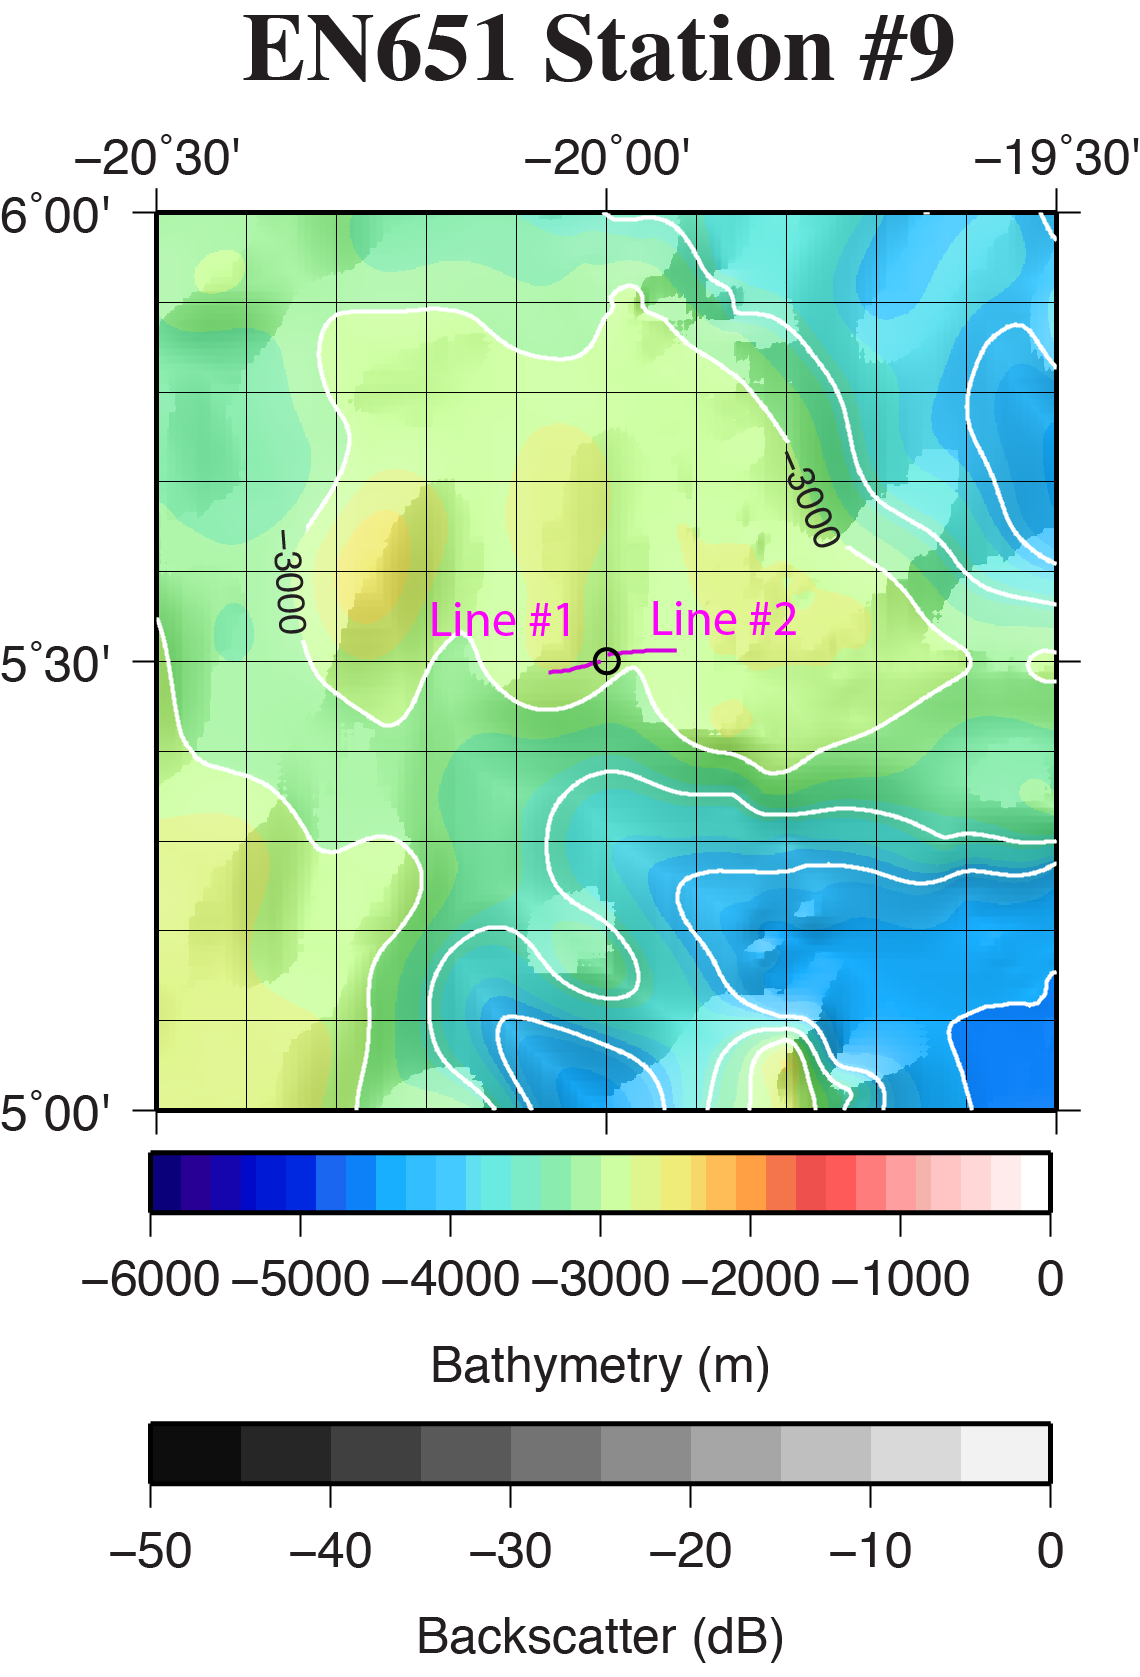 EN651 Station #9
−20˚30' −20˚00' −19˚30'
6˚00'
−3000
−3000
Line #1 Line #2
5˚30'
5˚00'
−6000 −5000 −4000 −3000 −2000 −1000 0
Bathymetry (m)
−50 −40 −30 −20 −10 0
Backscatter (dB)